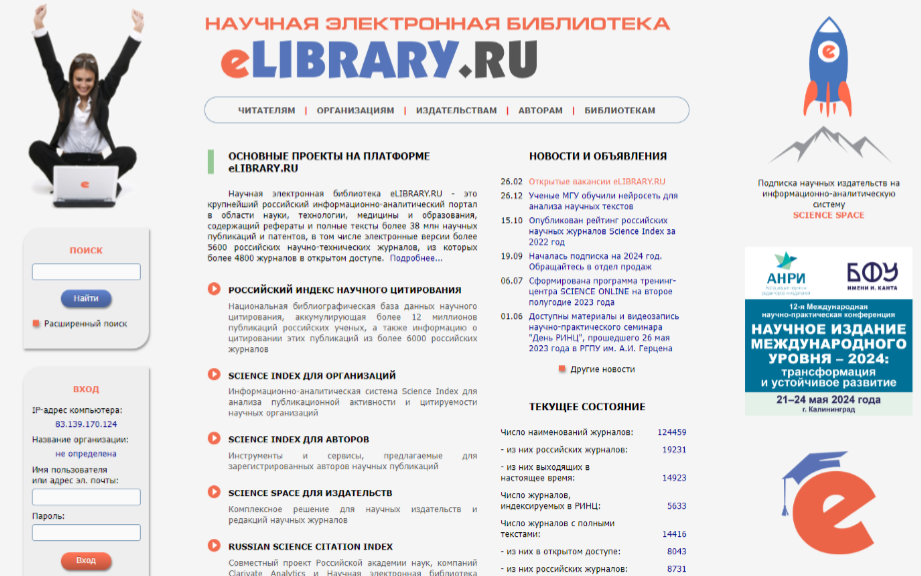 НАУЧНАЯ ЭЛЕКТРОННАЯ БИБЛИОТЕКА
eLIBRARY.RU
ЧИТАТЕЛЯМ | ОРГАНИЗАЦИЯМ | ИЗДАТЕЛЬСТВАМ | АВТОРАМ | БИБЛИОТЕКАМ
ПОИСК
Найти
Расширенный поиск
ВХОД
IP-адрес компьютера:
83.139.170.124
Название организации:
не определена
Имя пользователя
или адрес эл. почты:
Пароль:
Вход
ОСНОВНЫЕ ПРОЕКТЫ НА ПЛАТФОРМЕ
eLIBRARY.RU
Научная электронная библиотека eLIBRARY.RU - это
крупнейший российский информационно-аналитический портал
в области науки, технологии, медицины и образования,
содержащий рефераты и полные тексты более 38 млн научных
публикаций и патентов, в том числе электронные версии более
5600 российских научно-технических журналов, из которых
более 4800 журналов в открытом доступе. Подробнее...
РОССИЙСКИЙ ИНДЕКС НАУЧНОГО ЦИТИРОВАНИЯ
Национальная библиографическая база данных научного
цитирования, аккумулирующая более 12 миллионов
публикаций российских ученых, а также информацию о
цитировании этих публикаций из более 6000 российских
журналов
SCIENCE INDEX ДЛЯ ОРГАНИЗАЦИЙ
Информационно-аналитическая система Science Index для
анализа публикационной активности и цитируемости
научных организаций
SCIENCE INDEX ДЛЯ АВТОРОВ
Инструменты и сервисы, предлагаемые для
зарегистрированных авторов научных публикаций
SCIENCE SPACE ДЛЯ ИЗДАТЕЛЬСТВ
Комплексное решение для научных издательств и
редакций научных журналов
RUSSIAN SCIENCE CITATION INDEX
Совместный проект Российской академии наук, компаний
Clarivate Analytics и Научная электронная библиотека
НОВОСТИ И ОБЪЯВЛЕНИЯ
26.02 Открытые вакансии eLIBRARY.RU
26.12 Ученые МГУ обучили нейросеть для
анализа научных текстов
15.10 Опубликован рейтинг российских
научных журналов Science Index за
2022 год
19.09 Началась подписка на 2024 год.
Обращайтесь в отдел продаж
06.07 Сформирована программа тренинг-
центра SCIENCE ONLINE на второе
полугодие 2023 года
01.06 Доступны материалы и видеозапись
научно-практического семинара
"День РИНЦ", прошедшего 26 мая
2023 года в РГПУ им. А.И. Герцена
Другие новости
ТЕКУЩЕЕ СОСТОЯНИЕ
Число наименований журналов: 124459
- из них российских журналов: 19231
- из них выходящих в
настоящее время: 14923
Число журналов,
индексируемых в РИНЦ: 5633
Число журналов с полными
текстами: 14416
- из них в открытом доступе: 8043
- из них российских журналов: 8731
e
Подписка научных издательств на
информационно-аналитическую
систему
SCIENCE SPACE
АНРИ
БФУ
ИМЕНИ И. КАНТА
12-я Международная
научно-практическая конференция
НАУЧНОЕ ИЗДАНИЕ
МЕЖДУНАРОДНОГО
УРОВНЯ – 2024:
трансформация
и устойчивое развитие
21–24 мая 2024 года
г. Калининград
e